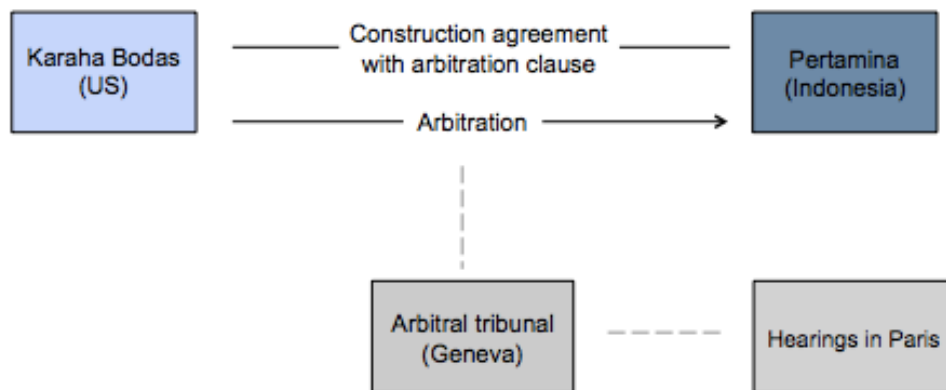 Karaha Bodas
(US)
Construction agreement
with arbitration clause
Pertamina
(Indonesia)
Arbitration
Arbitral tribunal
(Geneva)
Hearings in Paris